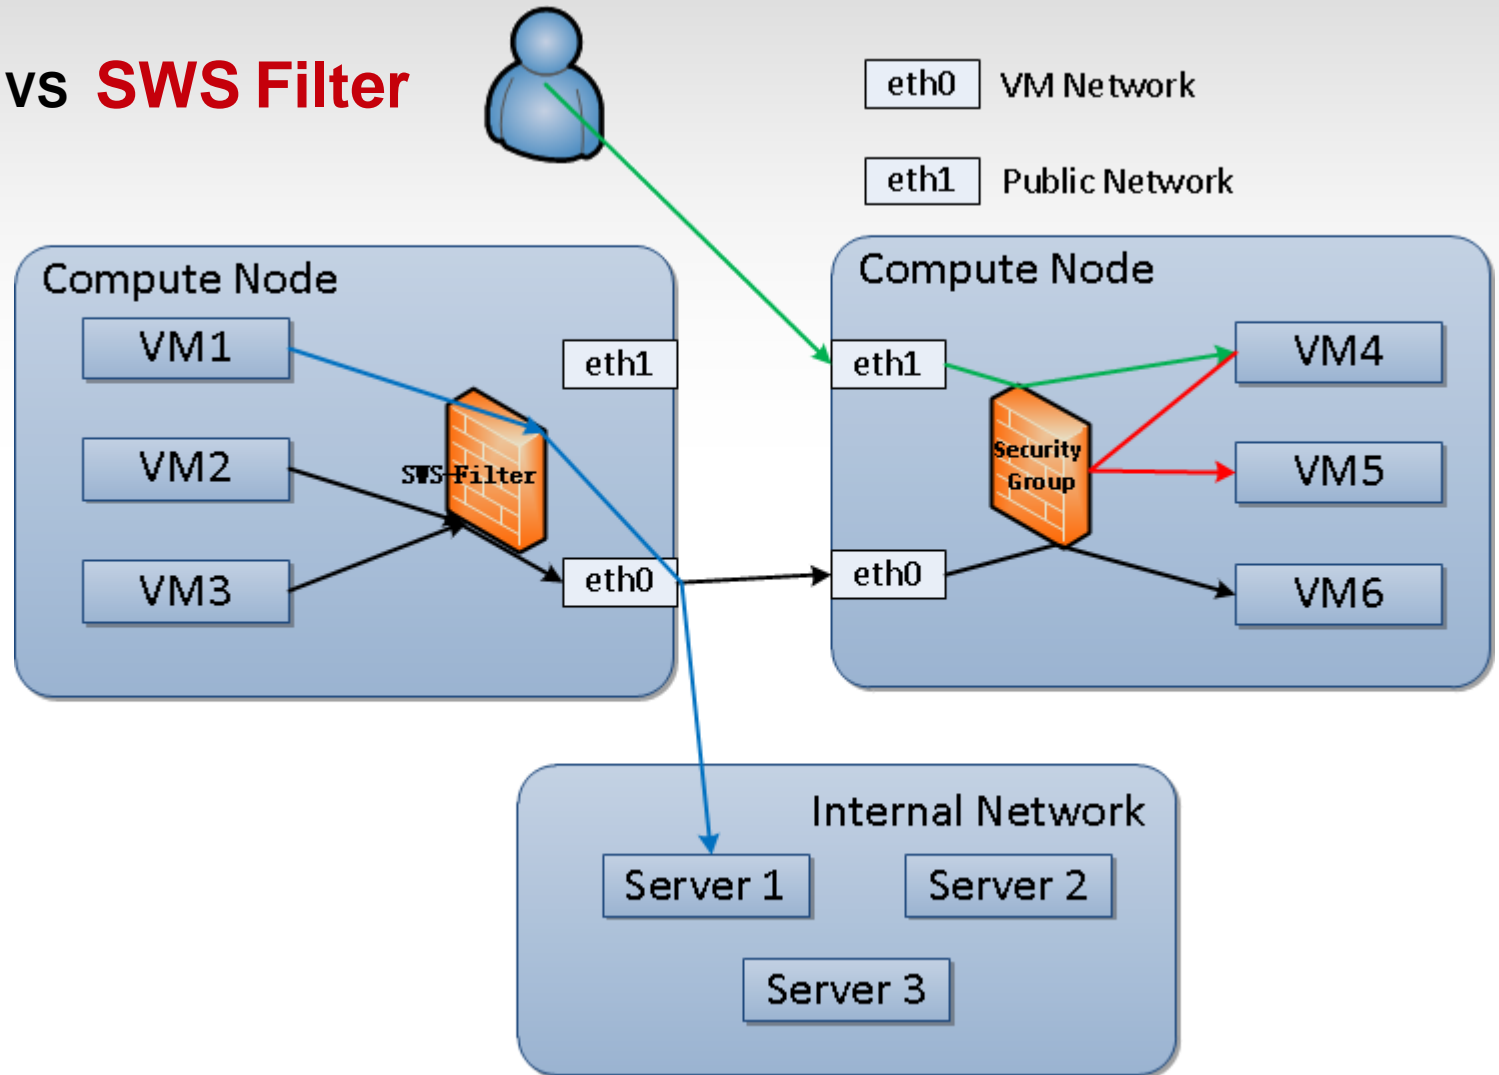 vs SWS Filter
eth0 VM Network
eth1 Public Network
Compute Node
VM1
VM2
VM3
SWS-Filter
eth1
eth0
Compute Node
eth1
eth0
Security
Group
VM4
VM5
VM6
Internal Network
Server 1
Server 2
Server 3